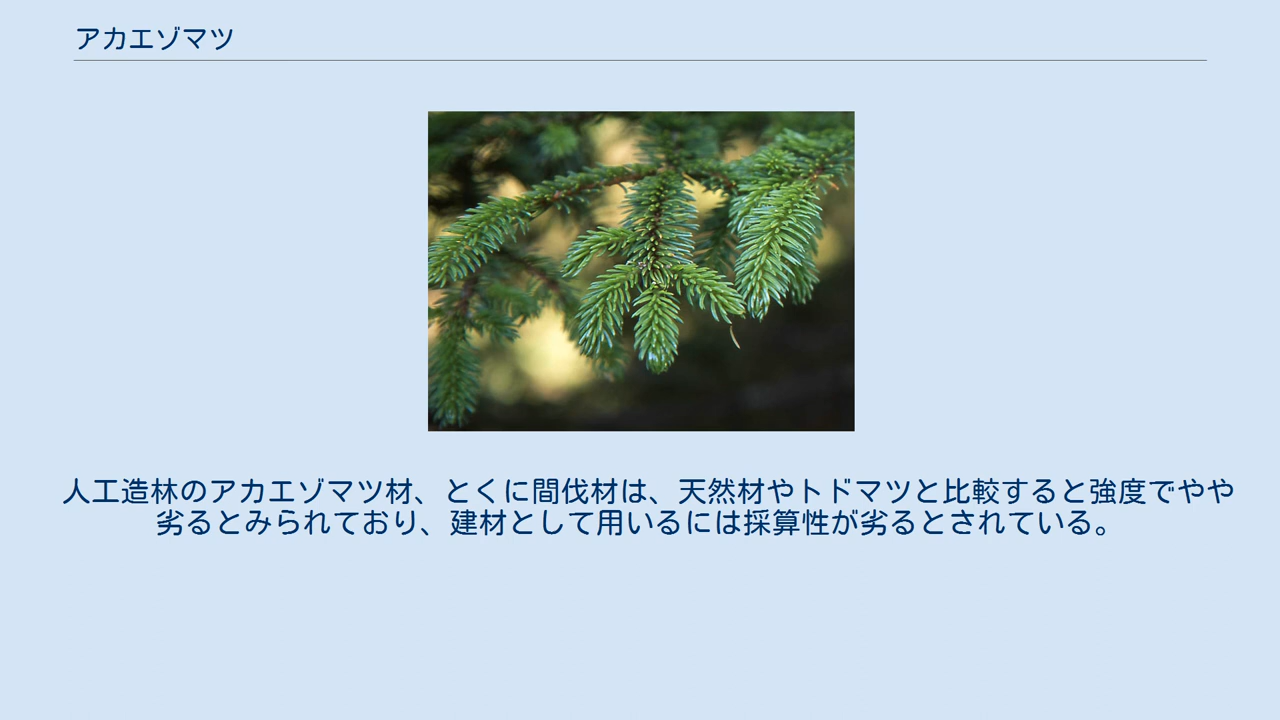 アカエゾマツ
人工造林のアカエゾマツ材、とくに間伐材は、天然材やトドマツと比較すると強度でやや
劣るとみられており、建材として用いるには採算性が劣るとされている。